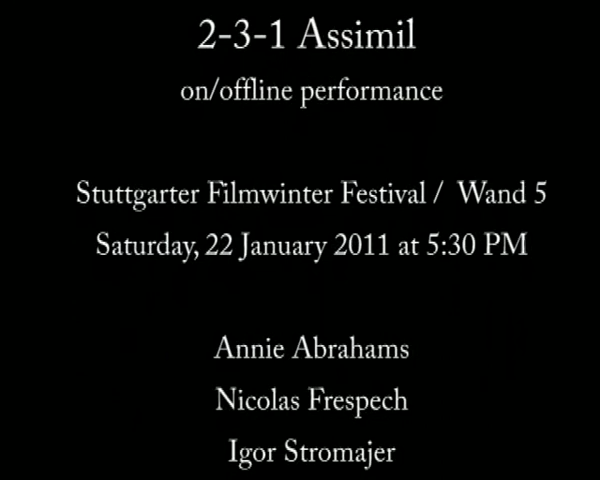 2-3-1 Assimil
on/offline performance
Stuttgarter Filmwinter Festival / Wand 5
Saturday, 22 January 2011 at 5:30 PM
Annie Abrahams
Nicolas Frespech
Igor Stromajer